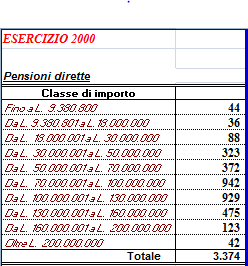 ESERCIZIO 2000
Pensioni dirette
Classe di importo
Fino a L. 9.360.800 44
Da L. 9.360.801 a L. 18.000.000 36
Da L. 18.000.001 a L. 30.000.000 88
Da L. 30.000.001 a L. 50.000.000 323
Da L. 50.000.001 a L. 70.000.000 372
Da L. 70.000.001 a L. 100.000.000 942
Da L. 100.000.001 a L. 130.000.000 929
Da L. 130.000.001 a L. 160.000.000 475
Da L. 160.000.001 a L. 200.000.000 123
Oltre L. 200.000.000 42
Totale 3.374